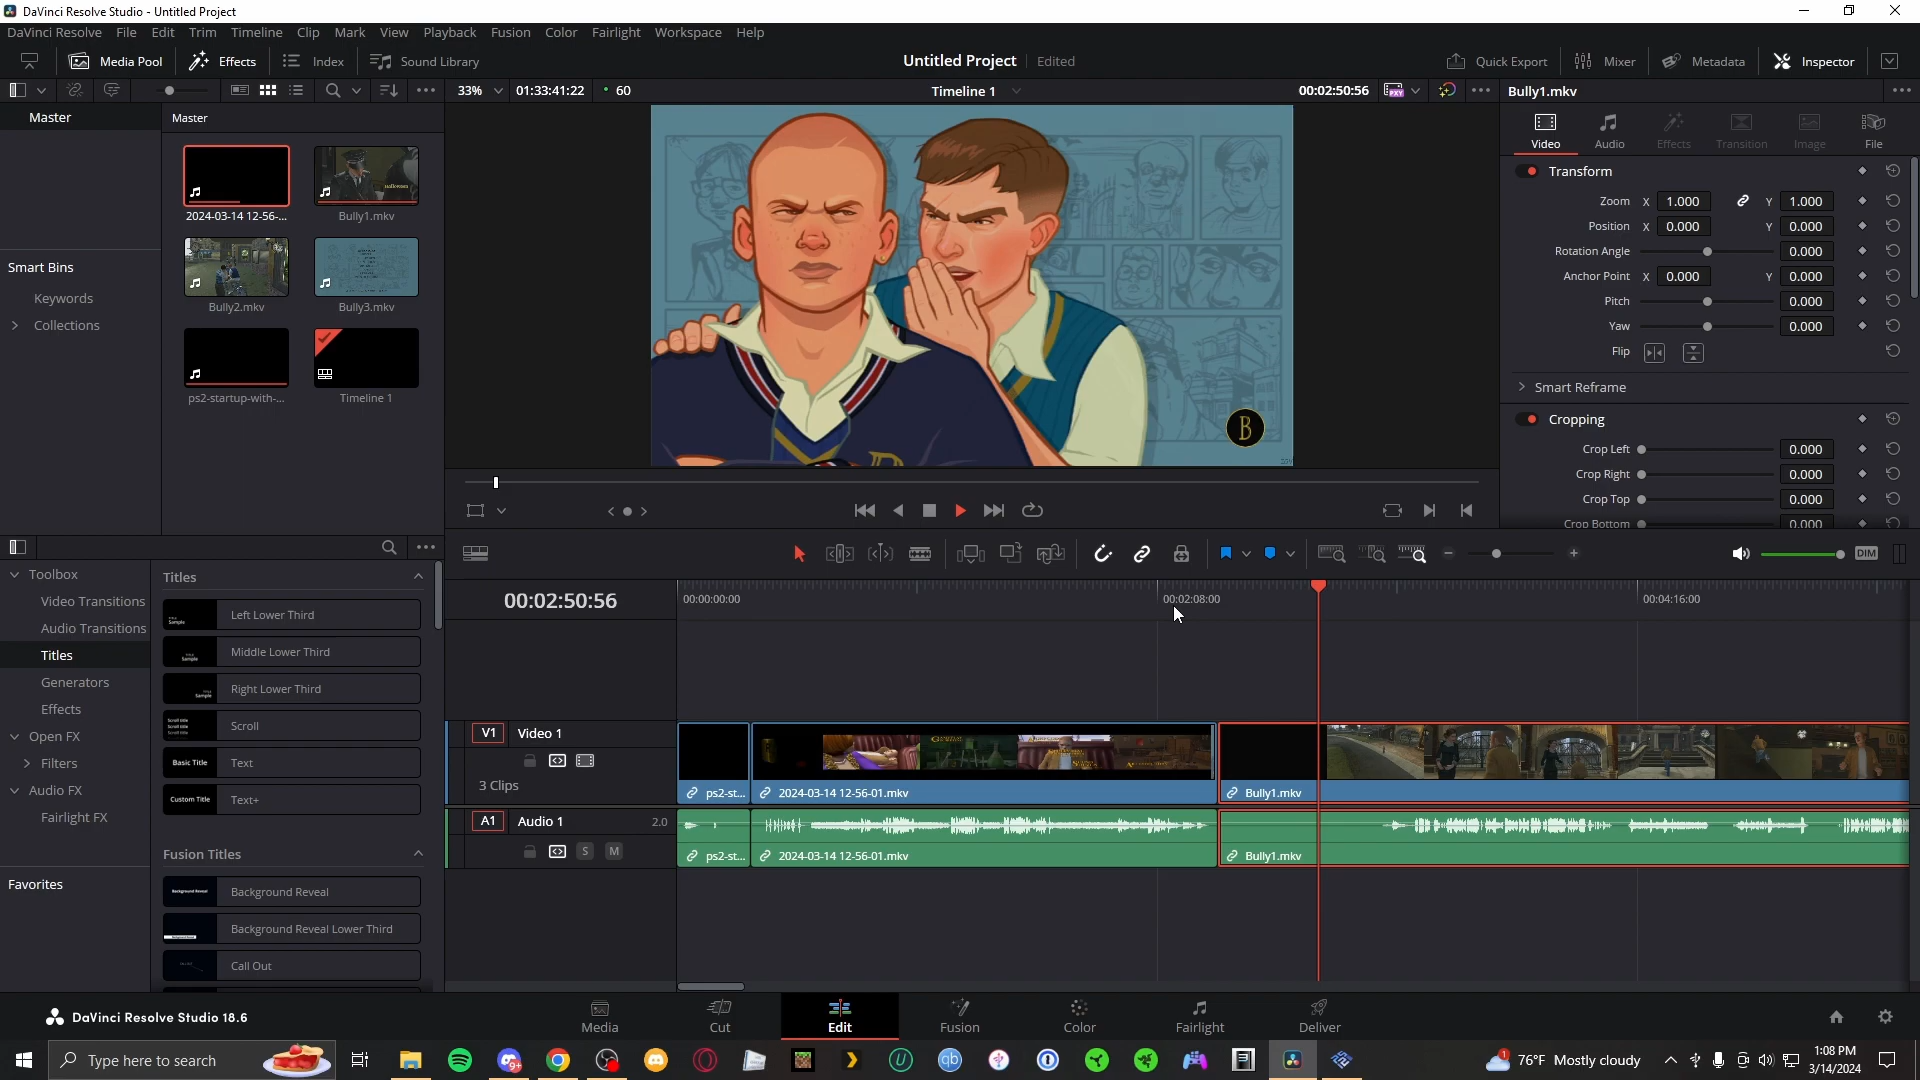 DaVinci Resolve Studio - Untitled Project
DaVinci Resolve File Edit Trim Timeline Clip Mark View Playback Fusion Color Fairlight Workspace Help
Media Pool Effects Index Sound Library Untitled Project Edited Quick Export Mixer Metadata Inspector
33% 01:33:41:22 60 Timeline 1 00:02:50:56 Bully1.mkv
Master Master
Video Audio Effects Transition Image File
Transform
Zoom X 1.000 Y 1.000
2024-03-14 12-56-... Bully1.mkv
Position X 0.000 Y 0.000
Rotation Angle 0.000
Smart Bins
Anchor Point X 0.000 Y 0.000
Keywords
Pitch 0.000
Bully2.mkv Bully3.mkv
Collections
Yaw 0.000
Flip
Smart Reframe
ps2-startup-with-... Timeline 1
Cropping
B
Crop Left 0.000
Crop Right 0.000
Crop Top 0.000
Crop Bottom 0.000
DIM
Toolbox Titles
Video Transitions
Audio Transitions
Titles
Generators
Effects
Open FX
Filters
Audio FX
Fairlight FX
Favorites
Sample Left Lower Third
Sample Middle Lower Third
Sample Right Lower Third
Scroll
Basic Title Text
Custom Title Text+
Fusion Titles
Background Reveal Background Reveal
Background Reveal Lower Third
Call Out
00:02:50:56 00:00:00:00 00:02:08:00 00:04:16:00
V1 Video 1
3 Clips
ps2-st... 2024-03-14 12-56-01.mkv Bully1.mkv
A1 Audio 1 2.0
S M
ps2-st... 2024-03-14 12-56-01.mkv Bully1.mkv
DaVinci Resolve Studio 18.6 Media Cut Edit Fusion Color Fairlight Deliver
Type here to search 9+ qb 1 76°F Mostly cloudy 1:08 PM
3/14/2024